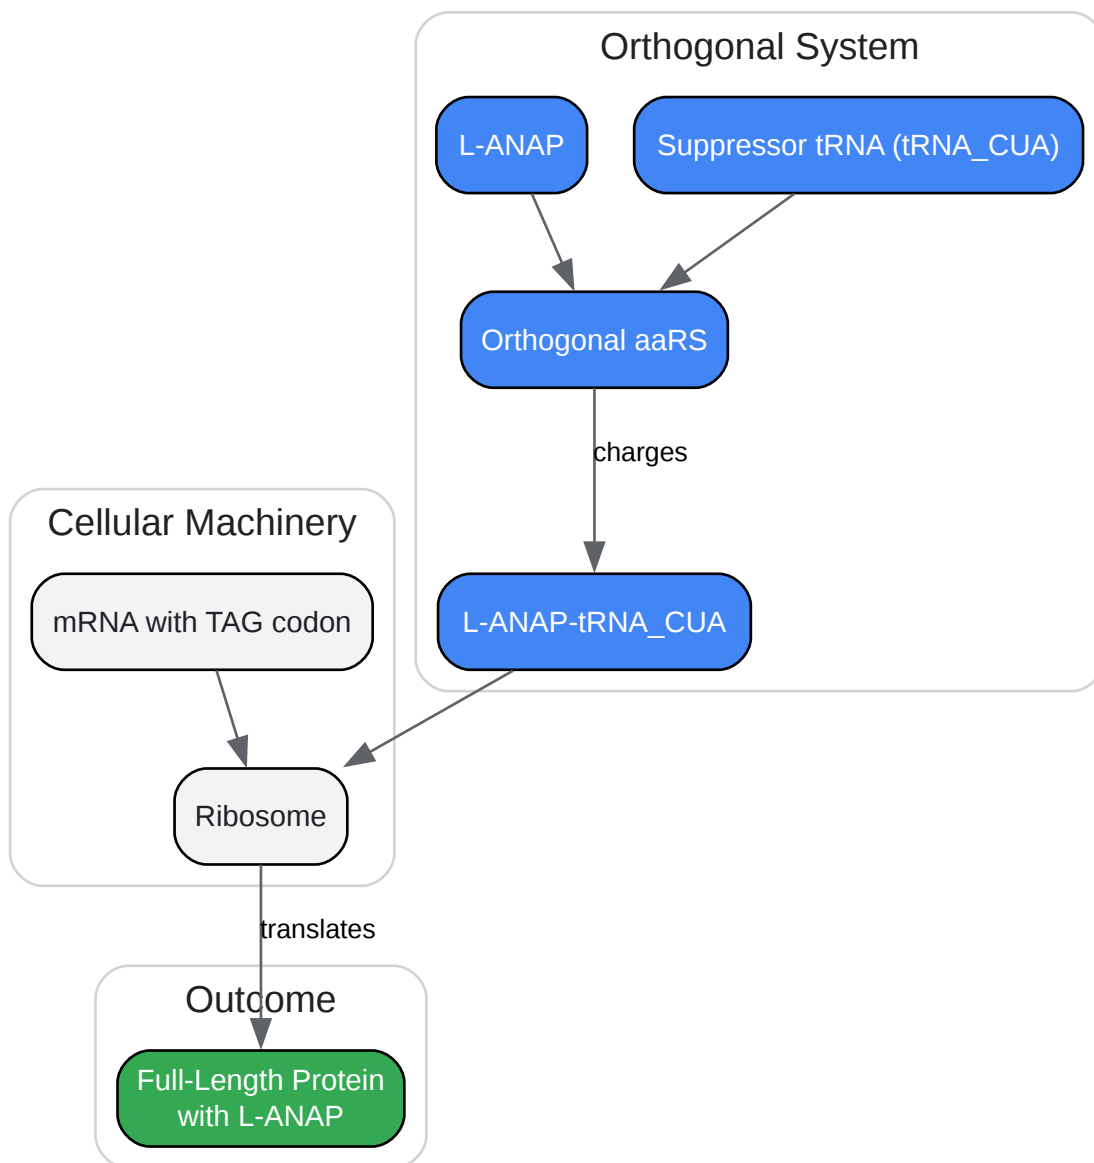 Orthogonal System
L-ANAP
Suppressor tRNA (tRNA_CUA)
Orthogonal aaRS
charges
Cellular Machinery
mRNA with TAG codon
L-ANAP-tRNA_CUA
Ribosome
translates
Outcome
Full-Length Protein
with L-ANAP